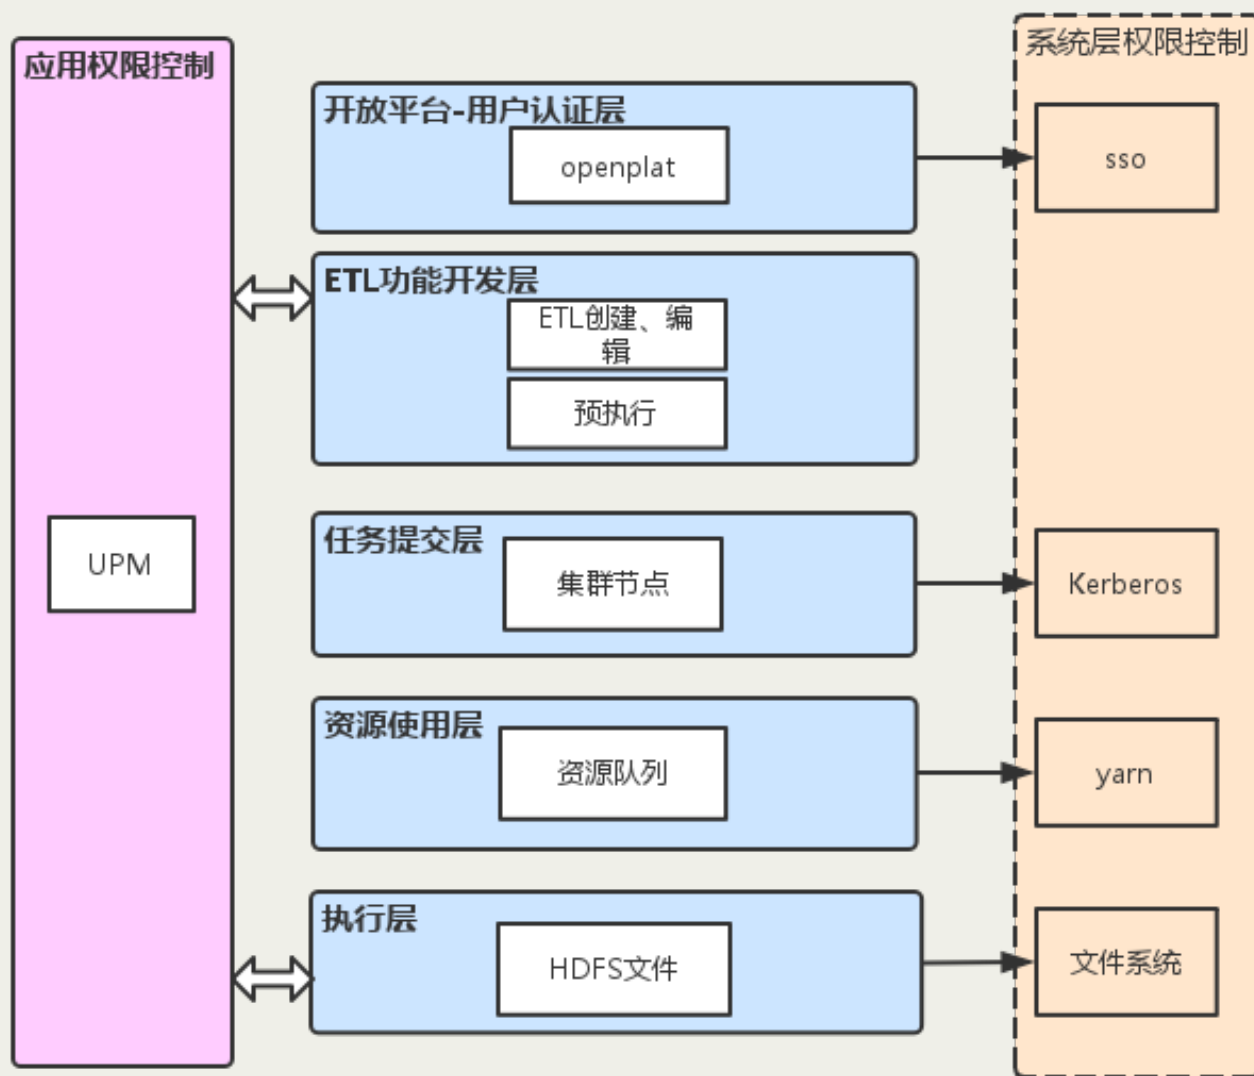 应用权限控制
UPM
开放平台-用户认证层
openplat
ETL功能开发层
ETL创建、编
辑
预执行
任务提交层
集群节点
资源使用层
资源队列
执行层
HDFS文件
系统层权限控制
sso
Kerberos
yarn
文件系统